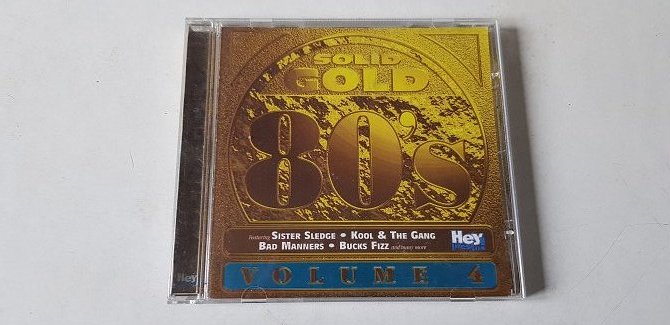 SOLID
GOLD
80's
Featuring SISTER SLEDGE • KOOL & THE GANG
BAD MANNERS • BUCKS FIZZ and many more
Hey
VOLUME 4
Hey